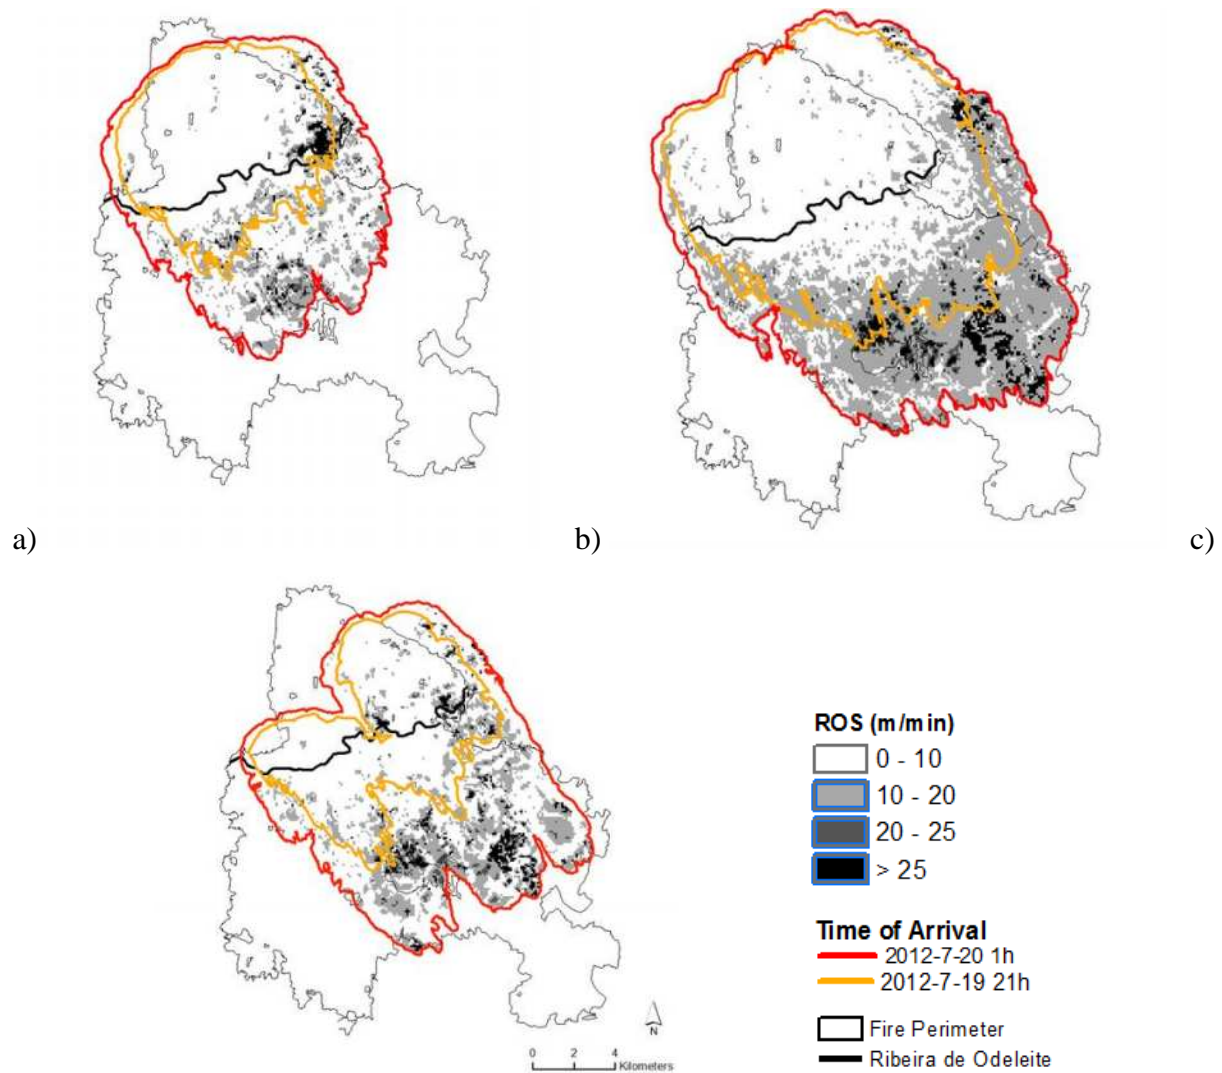 a)
b)
c)
ROS (m/min)
0 - 10
10 - 20
20 - 25
> 25
Time of Arrival
2012-7-20 1h
2012-7-19 21h
Fire Perimeter
Ribeira de Odeleite
N
0 2 4
Kilometers